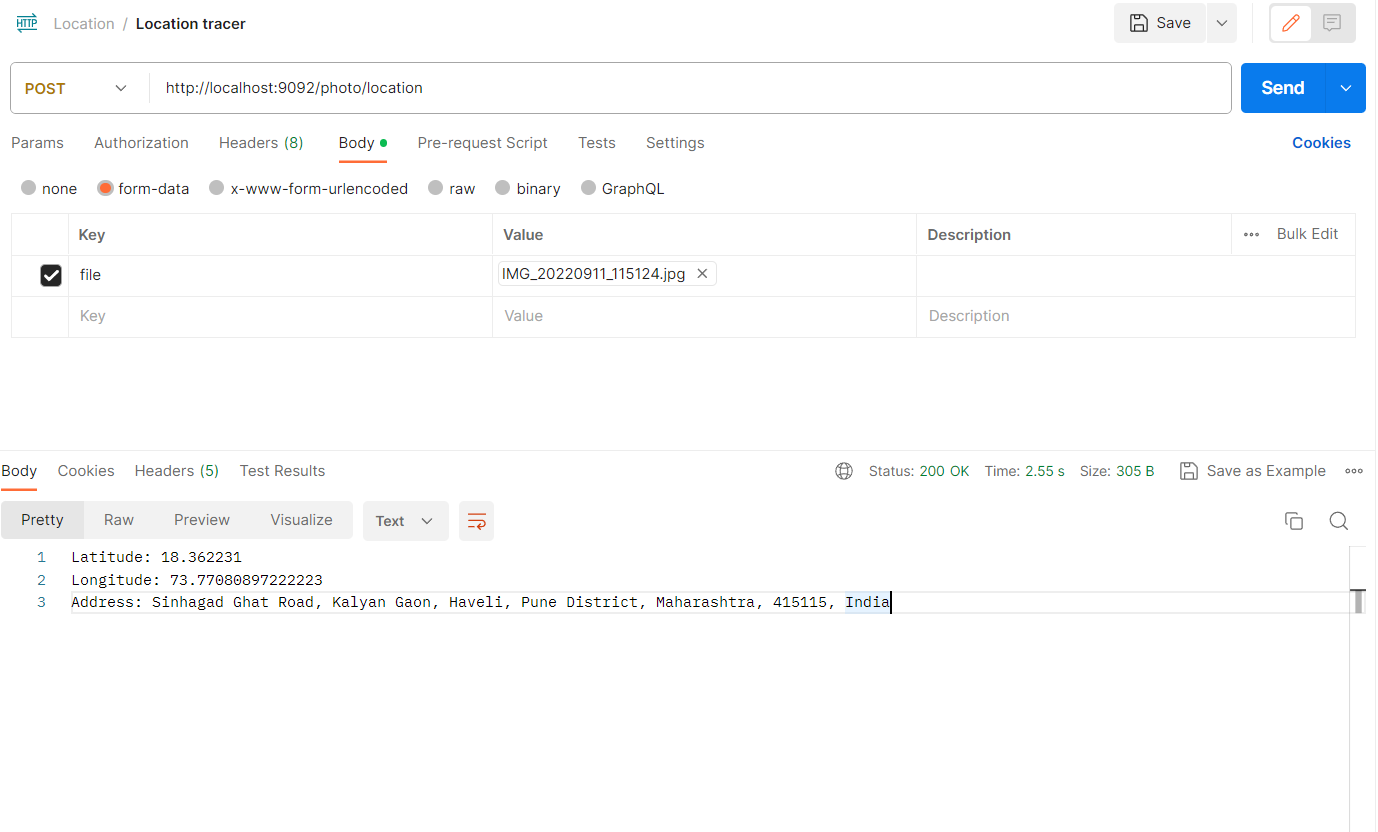 HTTP Location / Location tracer Save
POST http://localhost:9092/photo/location Send
Params Authorization Headers (8) Body Pre-request Script Tests Settings Cookies
none form-data x-www-form-urlencoded raw binary GraphQL
Key Value Description Bulk Edit
file IMG_20220911_115124.jpg
Key Value Description
Body Cookies Headers (5) Test Results Status: 200 OK Time: 2.55 s Size: 305 B Save as Example
Pretty Raw Preview Visualize Text
1 Latitude: 18.362231
2 Longitude: 73.77080897222223
3 Address: Sinhagad Ghat Road, Kalyan Gaon, Haveli, Pune District, Maharashtra, 415115, India